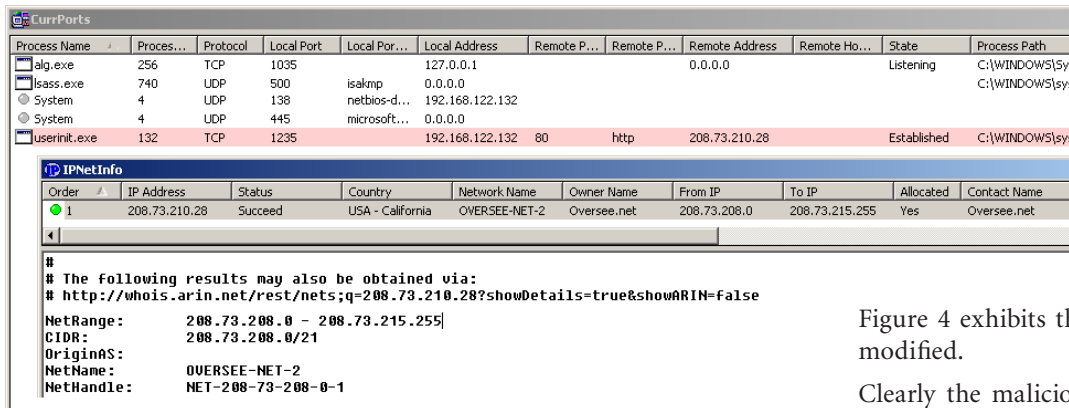 CurrPorts
Process Name Proces... Protocol Local Port Local Por... Local Address Remote P... Remote P... Remote Address Remote Ho... State Process Path
alg.exe 256 TCP 1035 127.0.0.1 0.0.0.0 Listening C:\WINDOWS\Sy
lsass.exe 740 UDP 500 isakmp 0.0.0.0 C:\WINDOWS\sy
System 4 UDP 138 netbios-d... 192.168.122.132
System 4 UDP 445 microsoft... 0.0.0.0
userinit.exe 132 TCP 1235 192.168.122.132 80 http 208.73.210.28 Established C:\WINDOWS\sy
IPNetInfo
Order IP Address Status Country Network Name Owner Name From IP To IP Allocated Contact Name
1 208.73.210.28 Succeed USA - California OVERSEE-NET-2 Oversee.net 208.73.208.0 208.73.215.255 Yes Oversee.net
#
# The following results may also be obtained via:
# http://whois.arin.net/rest/nets;q=208.73.210.28?showDetails=true&showARIN=false
NetRange: 208.73.208.0 - 208.73.215.255
CIDR: 208.73.208.0/21
OriginAS:
NetName: OVERSEE-NET-2
NetHandle: NET-208-73-208-0-1
Figure 4 exhibits th
modified.
Clearly the malicio